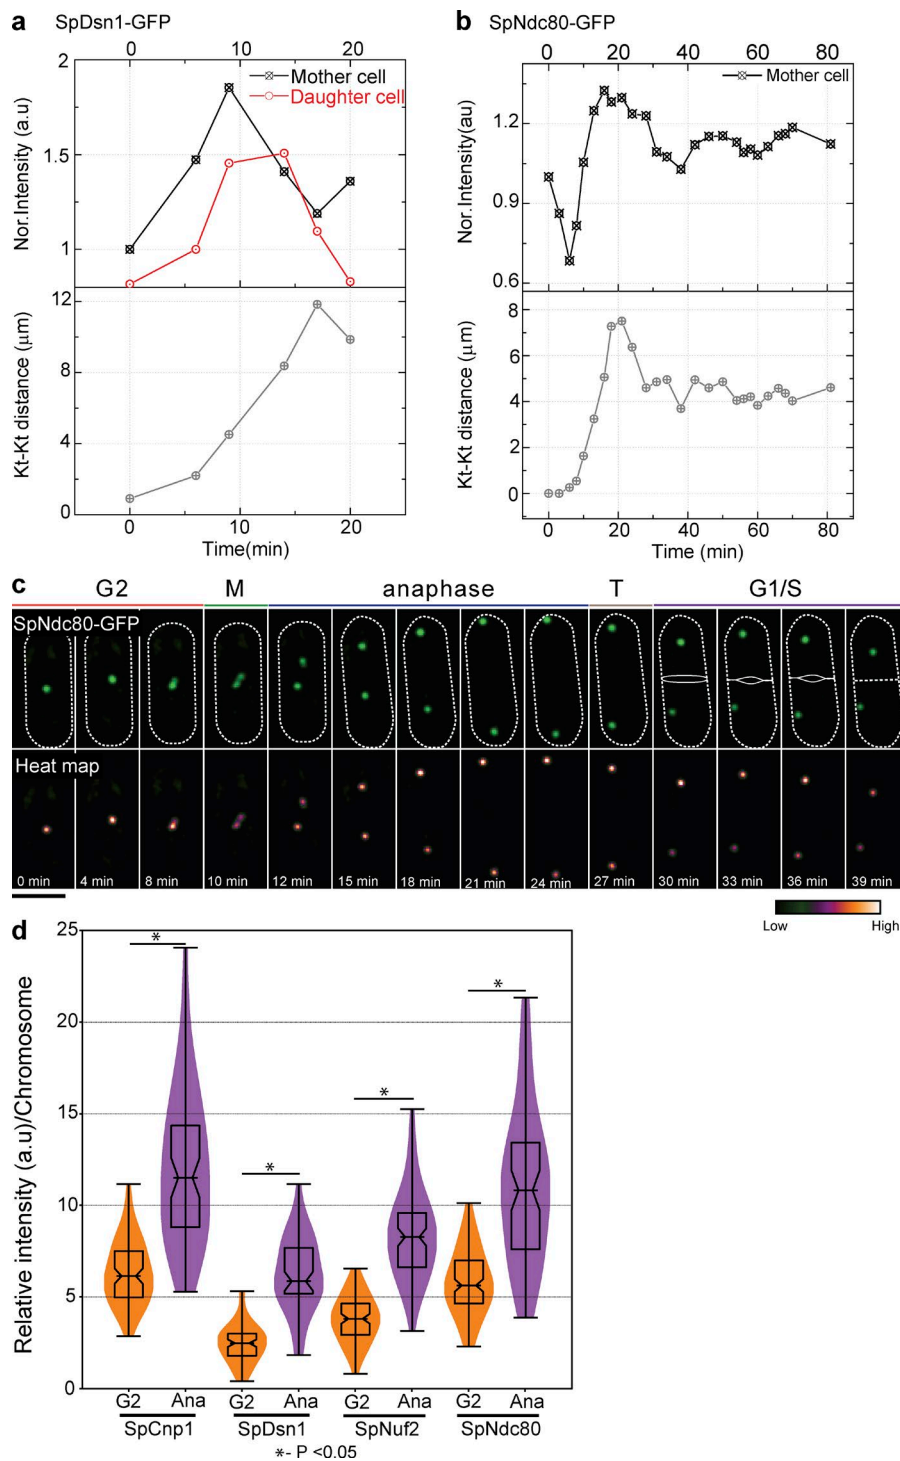 a SpDsn1-GFP
0 10 20
2
1.5
1
Nor.Intensity (a.u)
Mother cell
Daughter cell
12
8
4
0
Kt-Kt distance (μm)
0 10 20
Time(min)
b SpNdc80-GFP
0 20 40 60 80
1.2
0.9
0.6
Nor.Intensity(au)
Mother cell
8
6
4
2
0
Kt-Kt distance (μm)
0 20 40 60 80
Time (min)
c
G2 M anaphase T G1/S
SpNdc80-GFP
Heat map
0 min 4 min 8 min 10 min 12 min 15 min 18 min 21 min 24 min 27 min 30 min 33 min 36 min 39 min
Low High
d
25
20
15
10
5
0
Relative intensity (a.u)/Chromosome
* * * *
G2 Ana G2 Ana G2 Ana G2 Ana
SpCnp1 SpDsn1 SpNuf2 SpNdc80
*- P <0.05